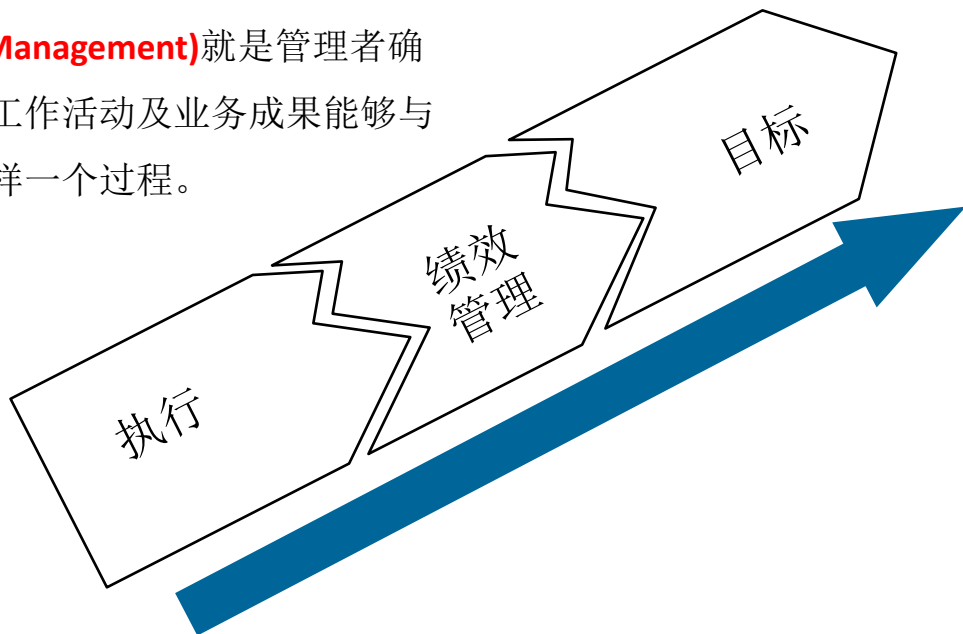 Management)就是管理者确
工作活动及业务成果能够与
样一个过程。
目标
绩效
管理
执行